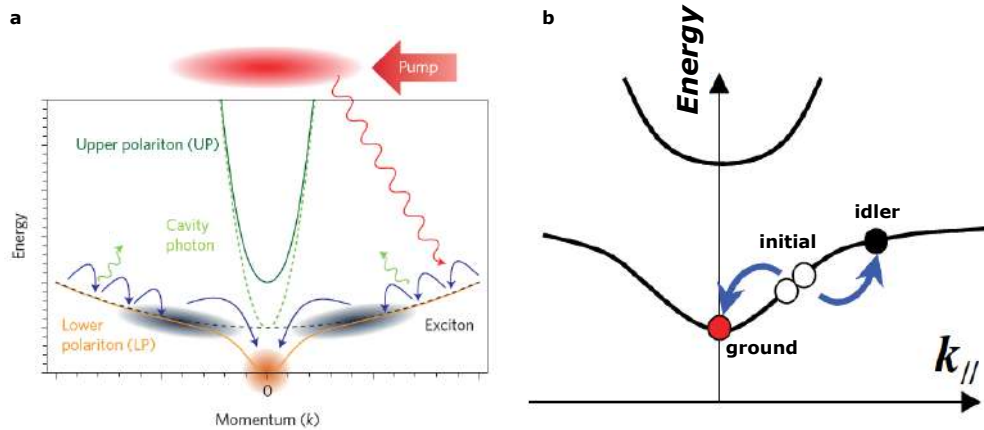 a
Pump
Upper polariton (UP)
Cavity
photon
Energy
Lower
polariton (LP)
Exciton
0
Momentum (k)
b
Energy
idler
initial
ground
k//